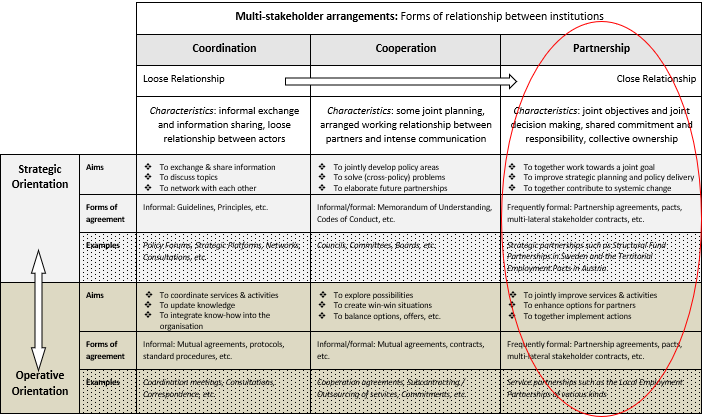 Multi-stakeholder arrangements: Forms of relationship between institutions
Coordination
Cooperation
Partnership
Loose Relationship
Close Relationship
Characteristics: informal exchange
and information sharing, loose
relationship between actors
Characteristics: some joint planning,
arranged working relationship between
partners and intense communication
Characteristics: joint objectives and joint
decision making, shared commitment and
responsibility, collective ownership
Strategic
Orientation
Aims
❖ To exchange & share information
❖ To discuss topics
❖ To network with each other
❖ To jointly develop policy areas
❖ To solve (cross-policy) problems
❖ To elaborate future partnerships
❖ To together work towards a joint goal
❖ To improve strategic planning and policy delivery
❖ To together contribute to systemic change
Forms of
agreement
Informal: Guidelines, Principles, etc.
Informal/formal: Memorandum of Understanding,
Codes of Conduct, etc.
Frequently formal: Partnership agreements, pacts,
multi-lateral stakeholder contracts, etc.
Examples
Policy Forums, Strategic Platforms, Networks,
Consultations, etc.
Councils, Committees, Boards, etc.
Strategic partnerships such as Structural Fund
Partnerships in Sweden and the Territorial
Employment Pacts in Austria
Operative
Orientation
Aims
❖ To coordinate services & activities
❖ To update knowledge
❖ To integrate know-how into the
organisation
❖ To explore possibilities
❖ To create win-win situations
❖ To balance options, offers, etc.
❖ To jointly improve services & activities
❖ To enhance options for partners
❖ To together implement actions
Forms of
agreement
Informal: Mutual agreements, protocols,
standard procedures, etc.
Informal/formal: Mutual agreements, contracts,
etc.
Frequently formal: Partnership agreements, pacts,
multi-lateral stakeholder contracts, etc.
Examples
Coordination meetings, Consultations,
Correspondence, etc.
Cooperation agreements, Subcontracting /
Outsourcing of services, Commitments, etc.
Service partnerships such as the Local Employment
Partnerships of various kinds